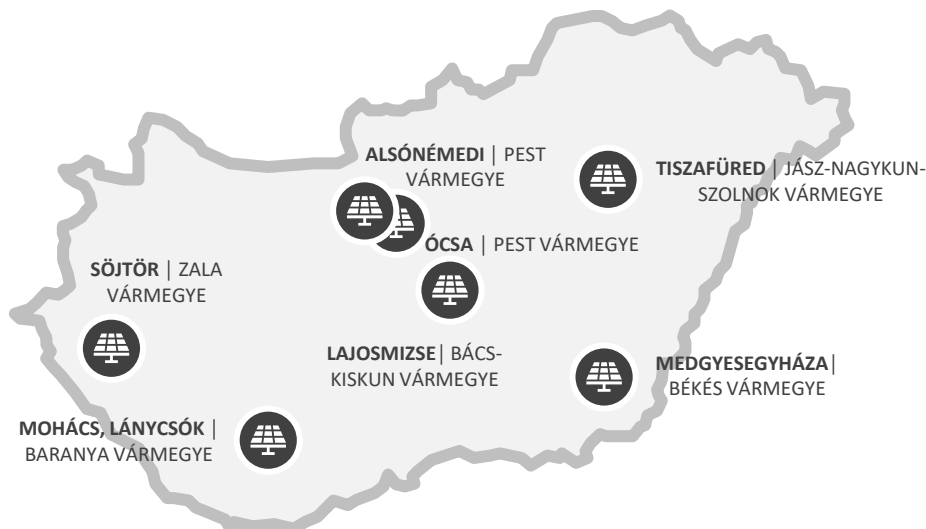 ALSÓNÉMEDI | PEST
VÁRMEGYE
TISZAFÜRED | JÁSZ-NAGYKUN-
SZOLNOK VÁRMEGYE
ÓCSA | PEST VÁRMEGYE
SÖJTÖR | ZALA
VÁRMEGYE
LAJOSMIZSE | BÁCS-
KISKUN VÁRMEGYE
MEDGYESEGYHÁZA |
BÉKÉS VÁRMEGYE
MOHÁCS, LÁNYCSÓK |
BARANYA VÁRMEGYE